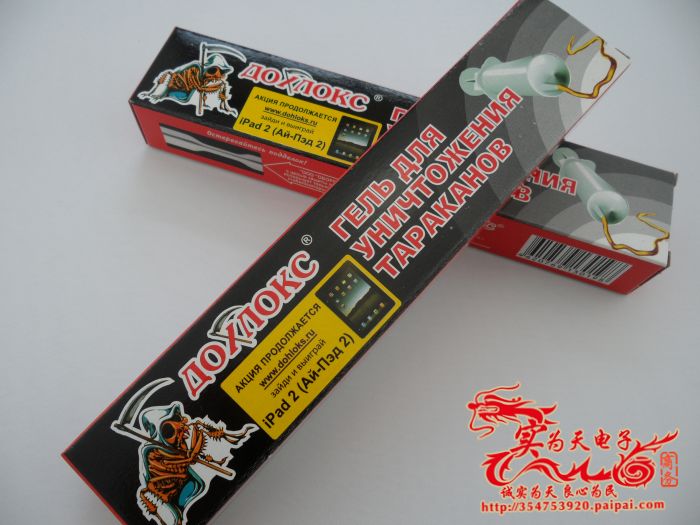 ДОХЛОКС®
АКЦИЯ ПРОДОЛЖАЕТСЯ
www.dohloks.ru
зайди и выиграй
iPad 2 (Ай-Пэд 2)
Остерегайтесь подделок!
ДОХЛОКС®
ГЕЛЬ ДЛЯ
УНИЧТОЖЕНИЯ
ТАРАКАНОВ
АКЦИЯ ПРОДОЛЖАЕТСЯ
www.dohloks.ru
зайди и выиграй
iPad 2 (Ай-Пэд 2)
实为天电子
商务
诚实为天 良心为民
http://354753920.paipai.com